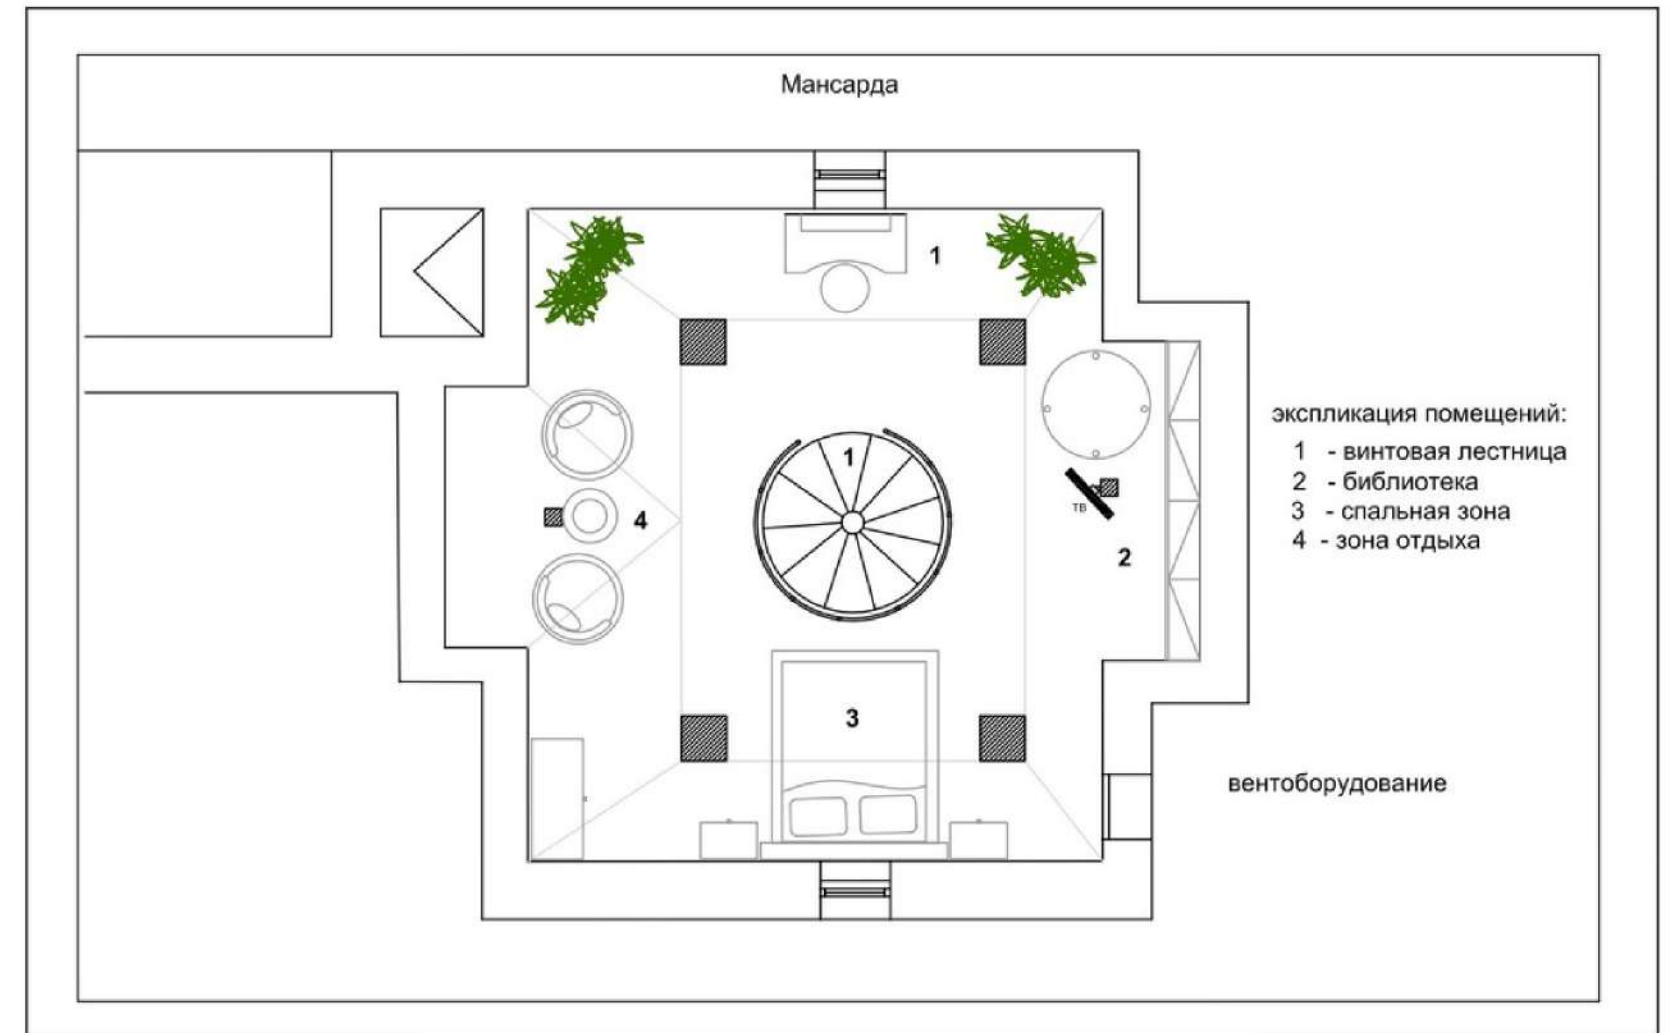 Мансарда
1
экспликация помещений:
1 - винтовая лестница
2 - библиотека
3 - спальная зона
4 - зона отдыха
1
4
ТВ
2
3
вентоборудование